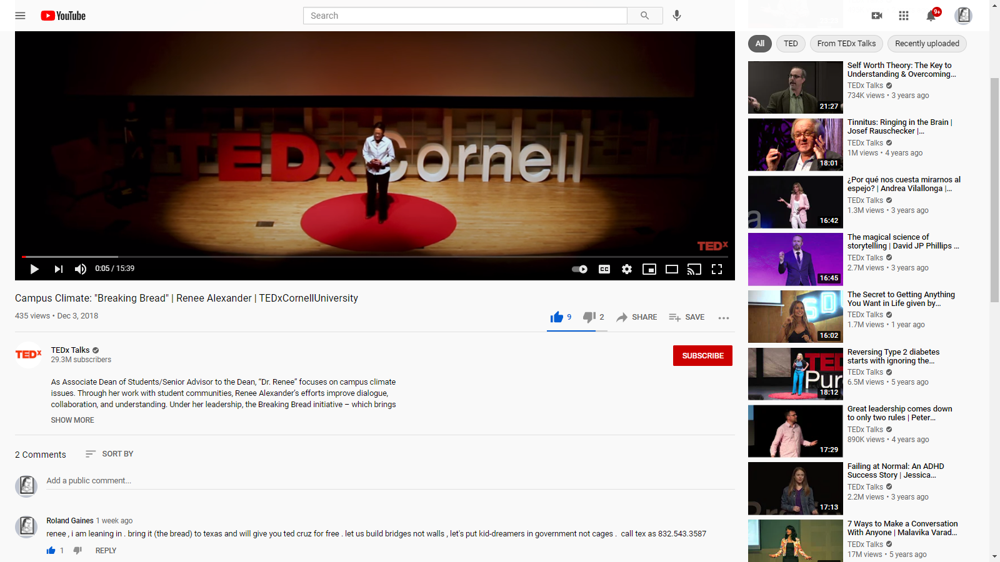 YouTube
Search
9+
TEDxCornell
TEDx
0:05 / 15:39
CC
Campus Climate: "Breaking Bread" | Renee Alexander | TEDxCornellUniversity
435 views • Dec 3, 2018
9
2
SHARE
SAVE
TEDx
TEDx Talks
29.3M subscribers
SUBSCRIBE
As Associate Dean of Students/Senior Advisor to the Dean, “Dr. Renee” focuses on campus climate
issues. Through her work with student communities, Renee Alexander’s efforts improve dialogue,
collaboration, and understanding. Under her leadership, the Breaking Bread initiative – which brings
SHOW MORE
2 Comments
SORT BY
Add a public comment...
Roland Gaines 1 week ago
renee , i am leaning in . bring it (the bread) to texas and will give you ted cruz for free . let us build bridges not walls , let's put kid-dreamers in government not cages .  call tex as 832.543.3587
1
REPLY
All
TED
From TEDx Talks
Recently uploaded
21:27
Self Worth Theory: The Key to
Understanding & Overcoming...
TEDx Talks
734K views • 3 years ago
18:01
Tinnitus: Ringing in the Brain |
Josef Rauschecker |...
TEDx Talks
1M views • 4 years ago
a
16:42
¿Por qué nos cuesta mirarnos al
espejo? | Andrea Vilallonga |...
TEDx Talks
1.3M views • 3 years ago
16:45
The magical science of
storytelling | David JP Phillips ...
TEDx Talks
2.7M views • 3 years ago
16:02
The Secret to Getting Anything
You Want in Life given by...
TEDx Talks
1.7M views • 1 year ago
TED
Pur
18:12
Reversing Type 2 diabetes
starts with ignoring the...
TEDx Talks
6.5M views • 5 years ago
17:29
Great leadership comes down
to only two rules | Peter...
TEDx Talks
890K views • 4 years ago
17:13
Failing at Normal: An ADHD
Success Story | Jessica...
TEDx Talks
2.2M views • 3 years ago
7 Ways to Make a Conversation
With Anyone | Malavika Varad...
TEDx Talks
17M views • 5 years ago